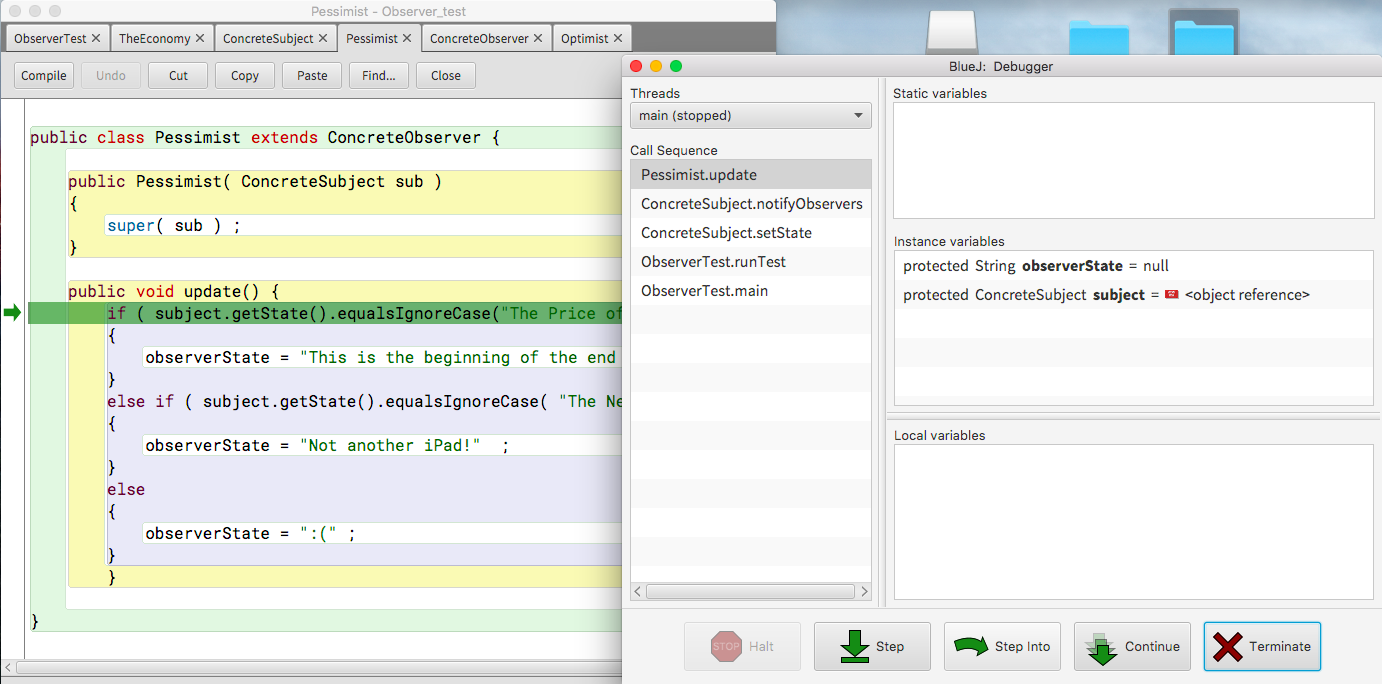 Pessimist - Observer_test
ObserverTest × TheEconomy × ConcreteSubject × Pessimist × ConcreteObserver × Optimist ×
Compile Undo Cut Copy Paste Find... Close
public class Pessimist extends ConcreteObserver {
public Pessimist( ConcreteSubject sub )
{
super( sub ) ;
}
public void update() {
if ( subject.getState().equalsIgnoreCase("The Price of
{
observerState = "This is the beginning of the end
}
else if ( subject.getState().equalsIgnoreCase( "The Ne
{
observerState = "Not another iPad!"  ;
}
else
{
observerState = ":(" ;
}
}
}
BlueJ: Debugger
Threads
main (stopped)
Call Sequence
Pessimist.update
ConcreteSubject.notifyObservers
ConcreteSubject.setState
ObserverTest.runTest
ObserverTest.main
Static variables
Instance variables
protected String observerState = null
protected ConcreteSubject subject = <object reference>
Local variables
STOP Halt Step Step Into Continue Terminate